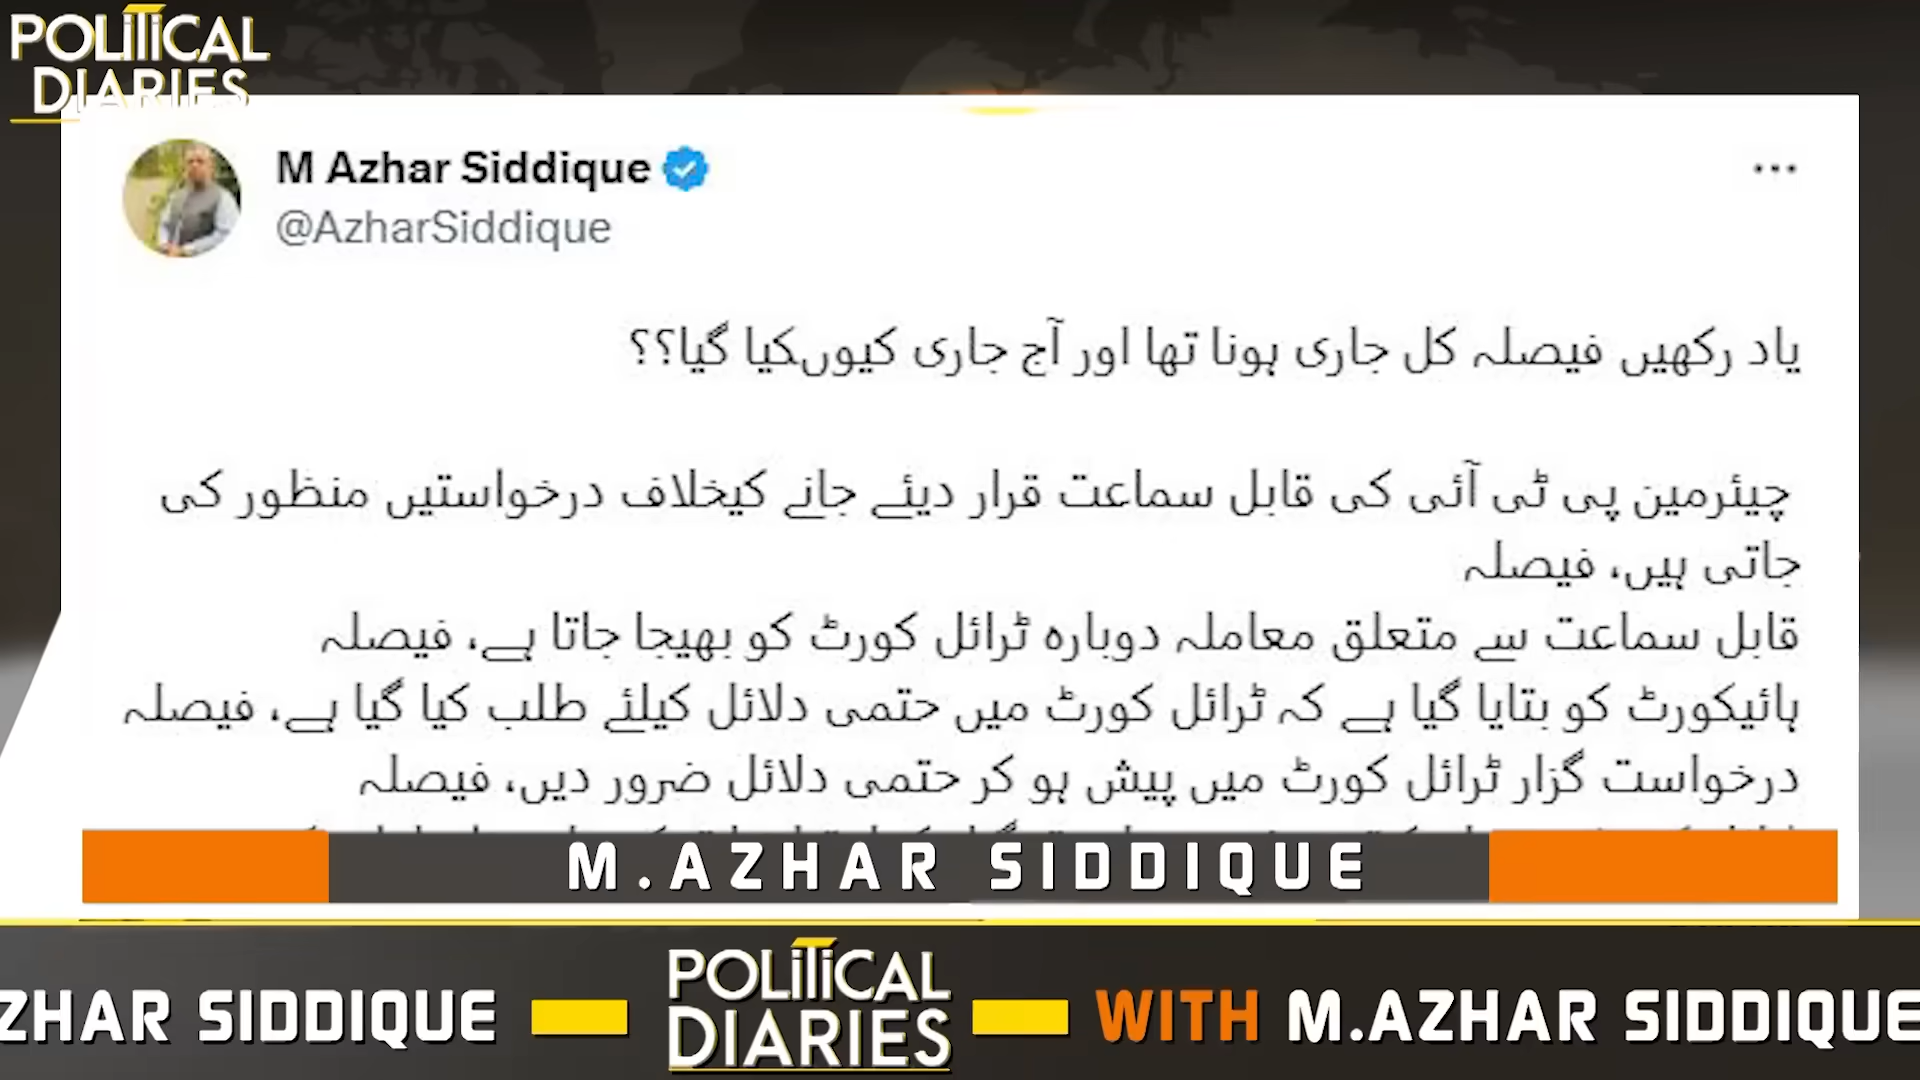 POLITICAL
DIARIES
M Azhar Siddique
@AzharSiddique
یاد رکھیں فیصلہ کل جاری ہونا تھا اور آج جاری کیوںکیا گیا؟؟
چیئرمین پی ٹی آئی کی قابل سماعت قرار دیئے جانے کیخلاف درخواستیں منظور کی
جاتی ہیں، فیصلہ
قابل سماعت سے متعلق معاملہ دوبارہ ٹرائل کورٹ کو بھیجا جاتا ہے، فیصلہ
ہائیکورٹ کو بتایا گیا ہے کہ ٹرائل کورٹ میں حتمی دلائل کیلئے طلب کیا گیا ہے، فیصلہ
درخواست گزار ٹرائل کورٹ میں پیش ہو کر حتمی دلائل ضرور دیں، فیصلہ
M.AZHAR SIDDIQUE
ZHAR SIDDIQUE
POLITICAL
DIARIES
WITH M.AZHAR SIDDIQUE